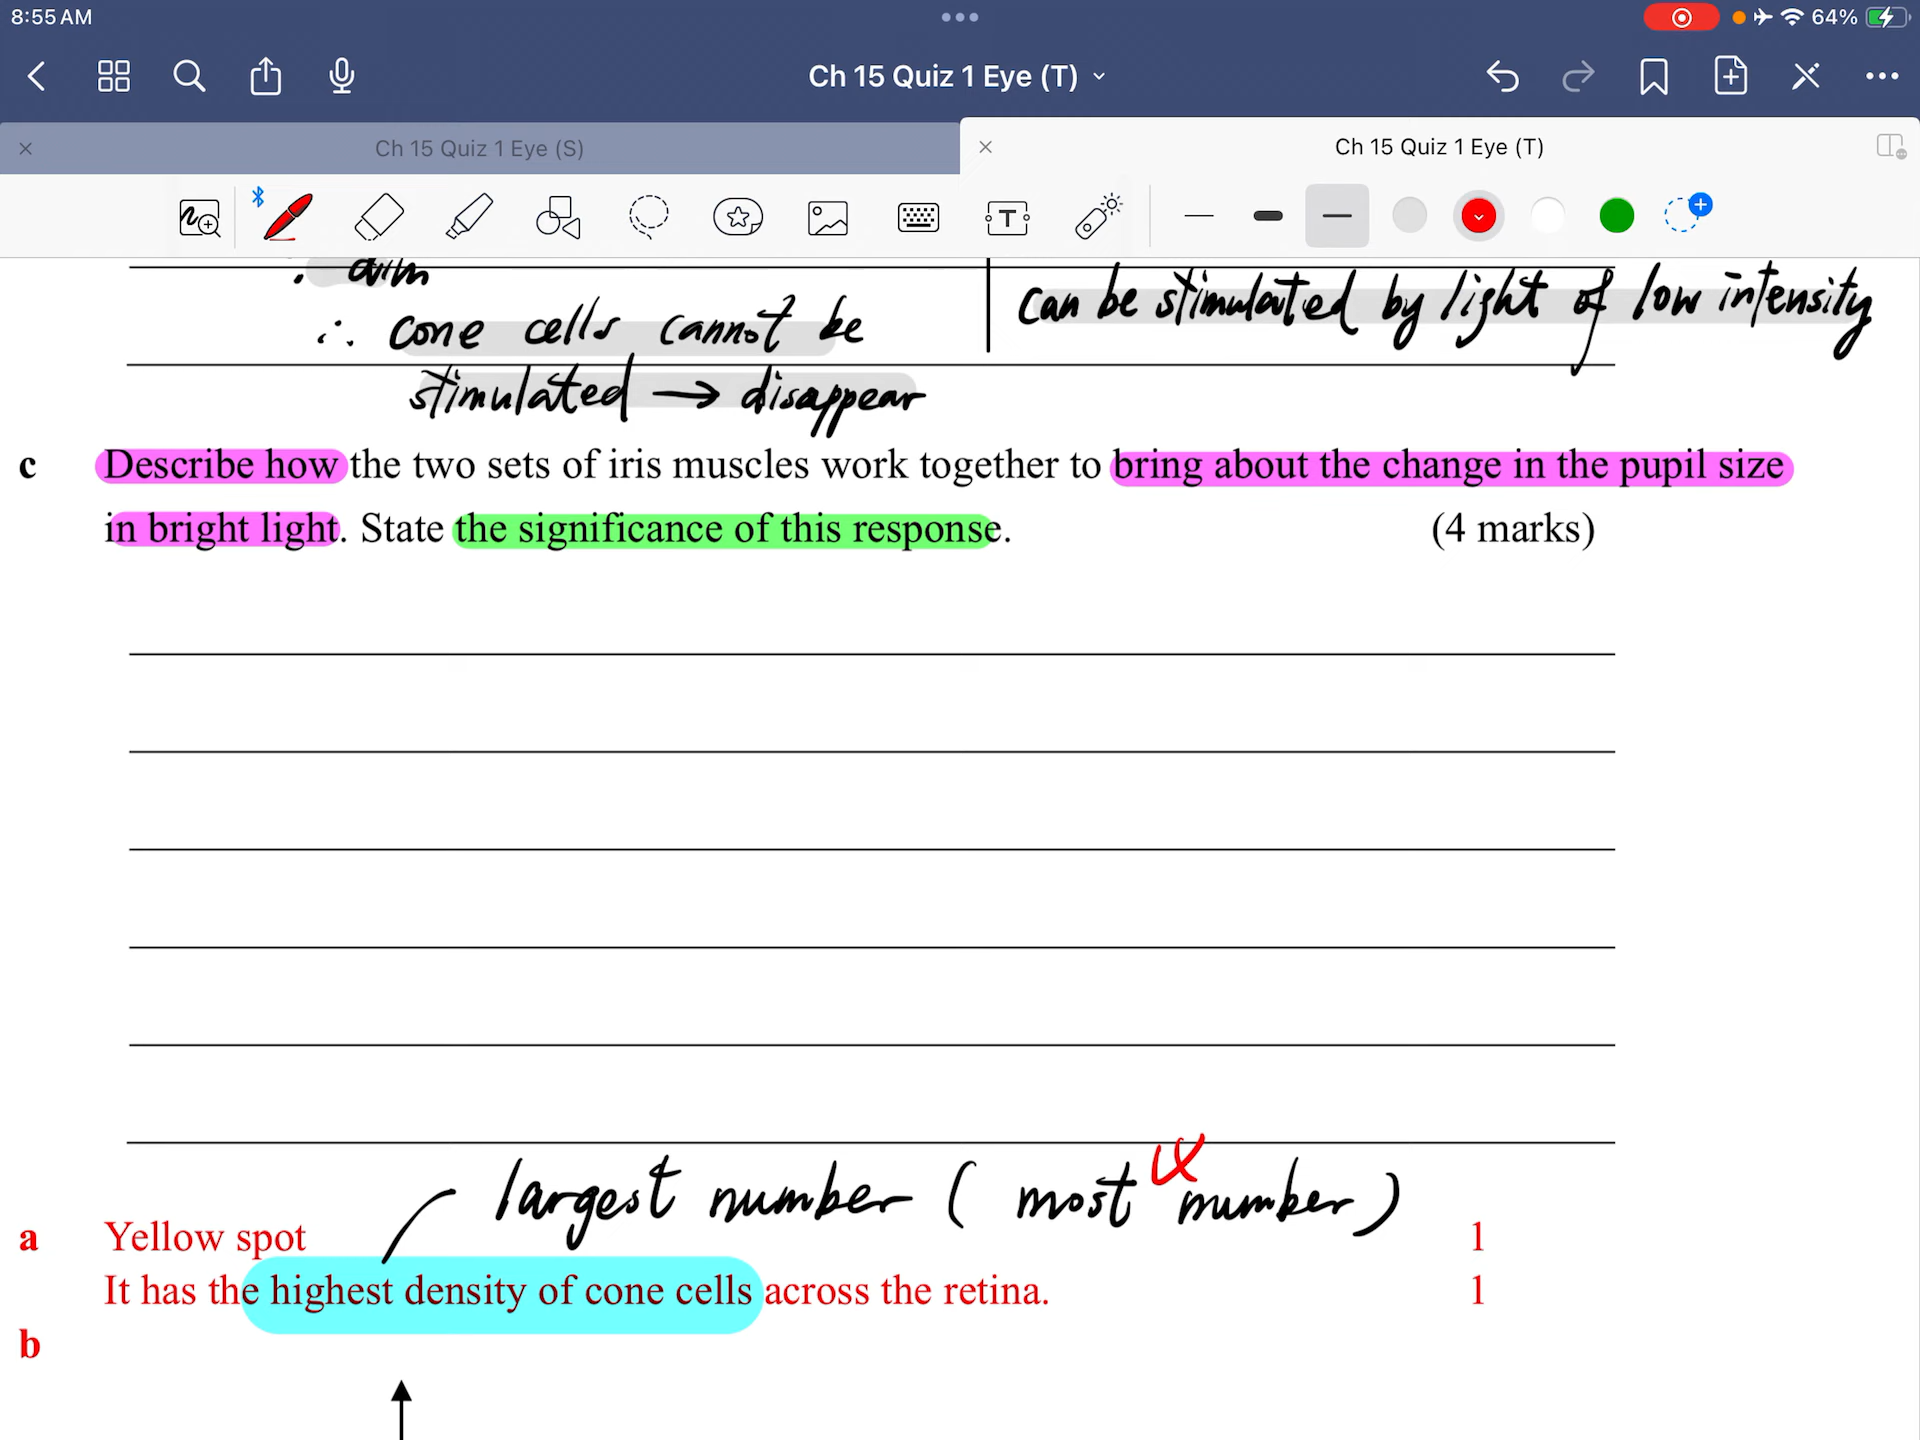 8:55 AM
64%
Ch 15 Quiz 1 Eye (T)
Ch 15 Quiz 1 Eye (S)
Ch 15 Quiz 1 Eye (T)
T
∴ dim
∴ cone cells cannot be
stimulated → disappear
can be stimulated by light of low intensity
c Describe how the two sets of iris muscles work together to bring about the change in the pupil size
in bright light. State the significance of this response. (4 marks)
largest number ( most number )
a Yellow spot 1
It has the highest density of cone cells across the retina. 1
b